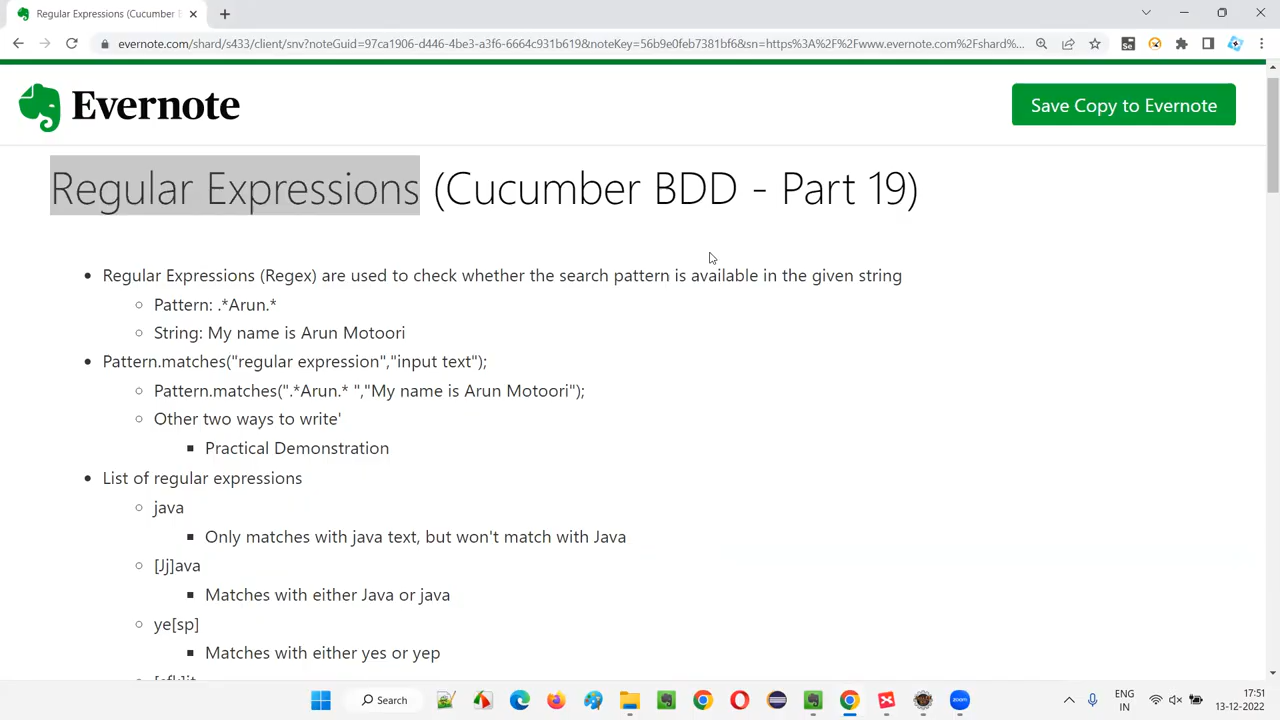 Regular Expressions (Cucumber B
evernote.com/shard/s433/client/snv?noteGuid=97ca1906-d446-4be3-a3f6-6664c931b619&noteKey=56b9e0feb7381bf6&sn=https%3A%2F%2Fwww.evernote.com%2Fshard%...
Evernote
Save Copy to Evernote
Regular Expressions (Cucumber BDD - Part 19)
• Regular Expressions (Regex) are used to check whether the search pattern is available in the given string
◦ Pattern: .*Arun.*
◦ String: My name is Arun Motoori
• Pattern.matches("regular expression","input text");
◦ Pattern.matches(".*Arun.* ","My name is Arun Motoori");
◦ Other two ways to write'
▪ Practical Demonstration
• List of regular expressions
◦ java
▪ Only matches with java text, but won't match with Java
◦ [Jj]ava
▪ Matches with either Java or java
◦ ye[sp]
▪ Matches with either yes or yep
Search
ENG
IN
17:51
13-12-2022